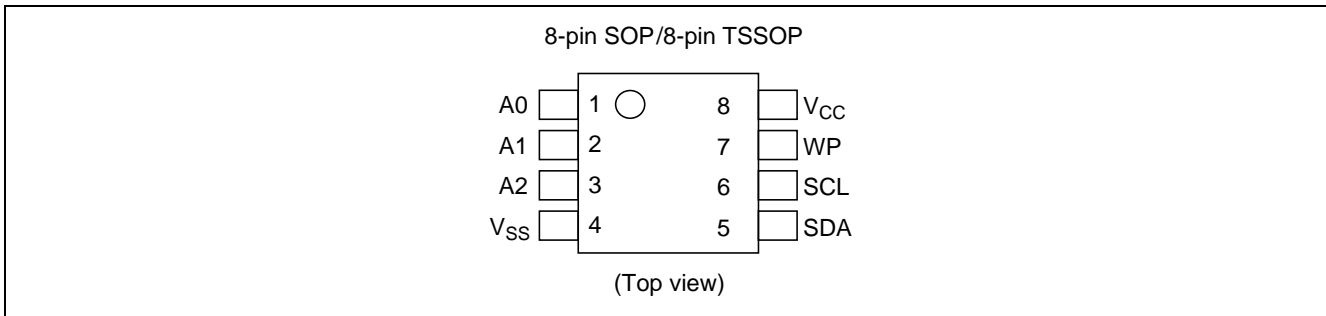 8-pin SOP/8-pin TSSOP
A0 1 8 VCC
A1 2 7 WP
A2 3 6 SCL
VSS 4 5 SDA
(Top view)